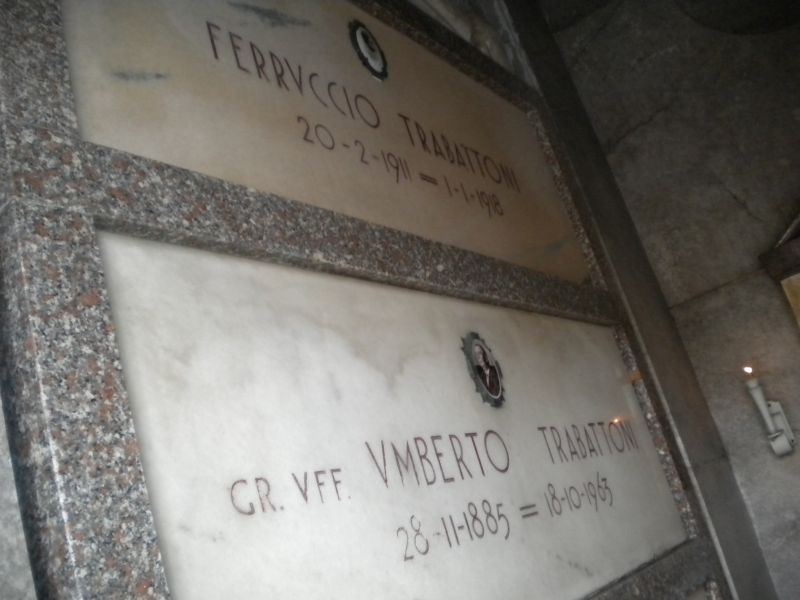 FERRVCCIO TRABATTONI
20-2-1911 = 1-1-1918
GR. VFF. VMBERTO TRABATTONI
28-11-1885 = 18-10-1963